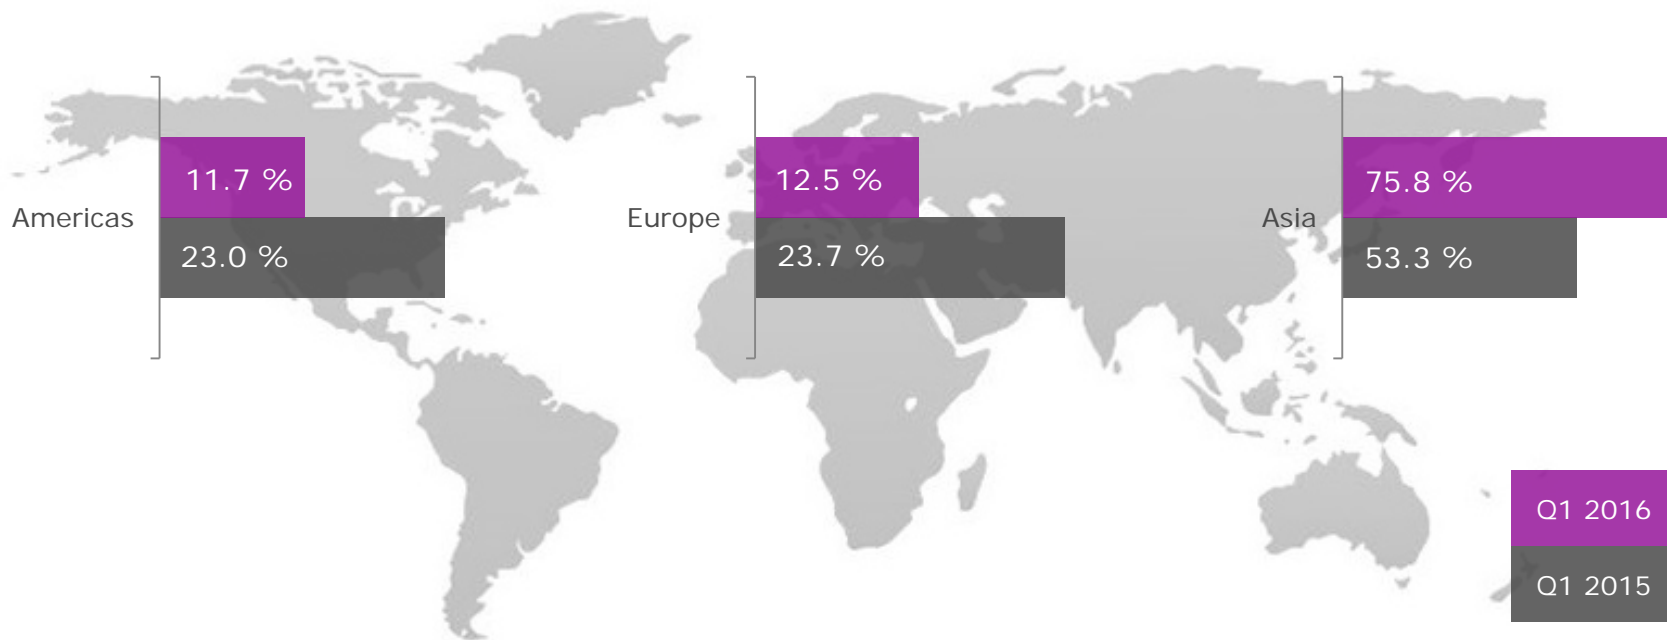 Americas
11.7 %
23.0 %
Europe
12.5 %
23.7 %
Asia
75.8 %
53.3 %
Q1 2016
Q1 2015